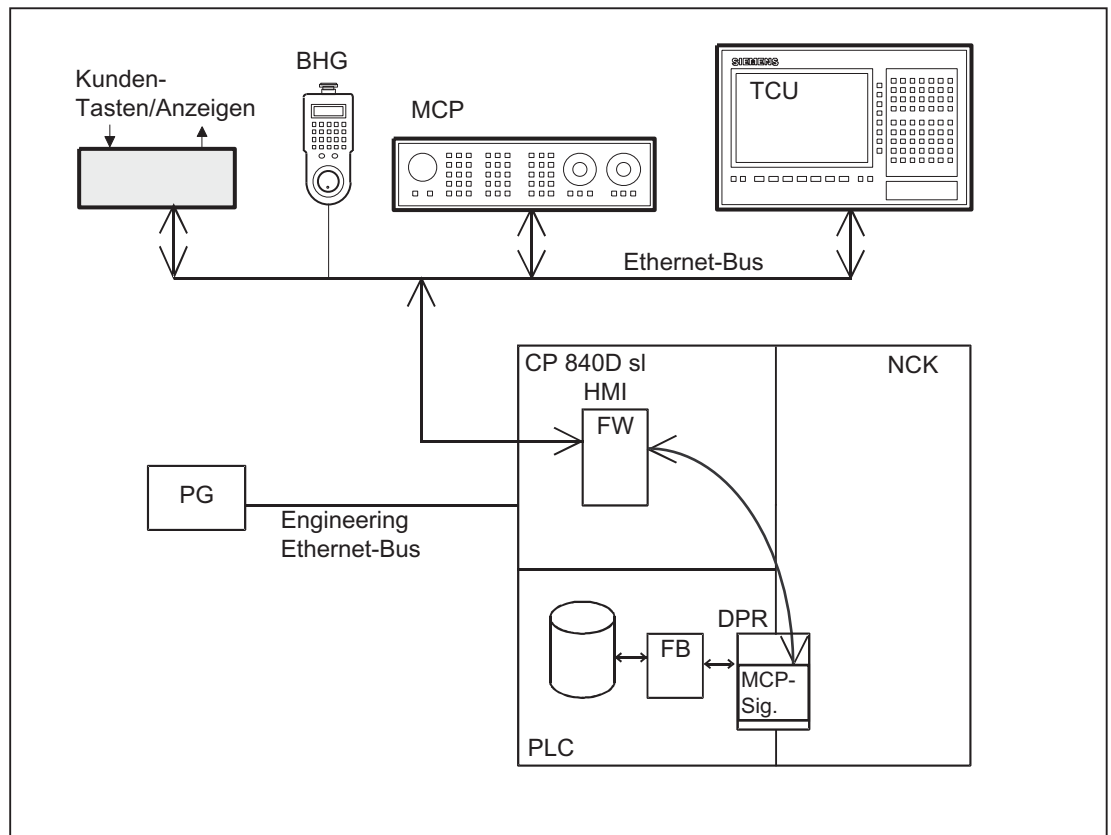 Kunden-
Tasten/Anzeigen
BHG
MCP
SIEMENS
TCU
Ethernet-Bus
CP 840D sl
HMI
FW
NCK
PG
Engineering
Ethernet-Bus
DPR
FB
MCP-
Sig.
PLC